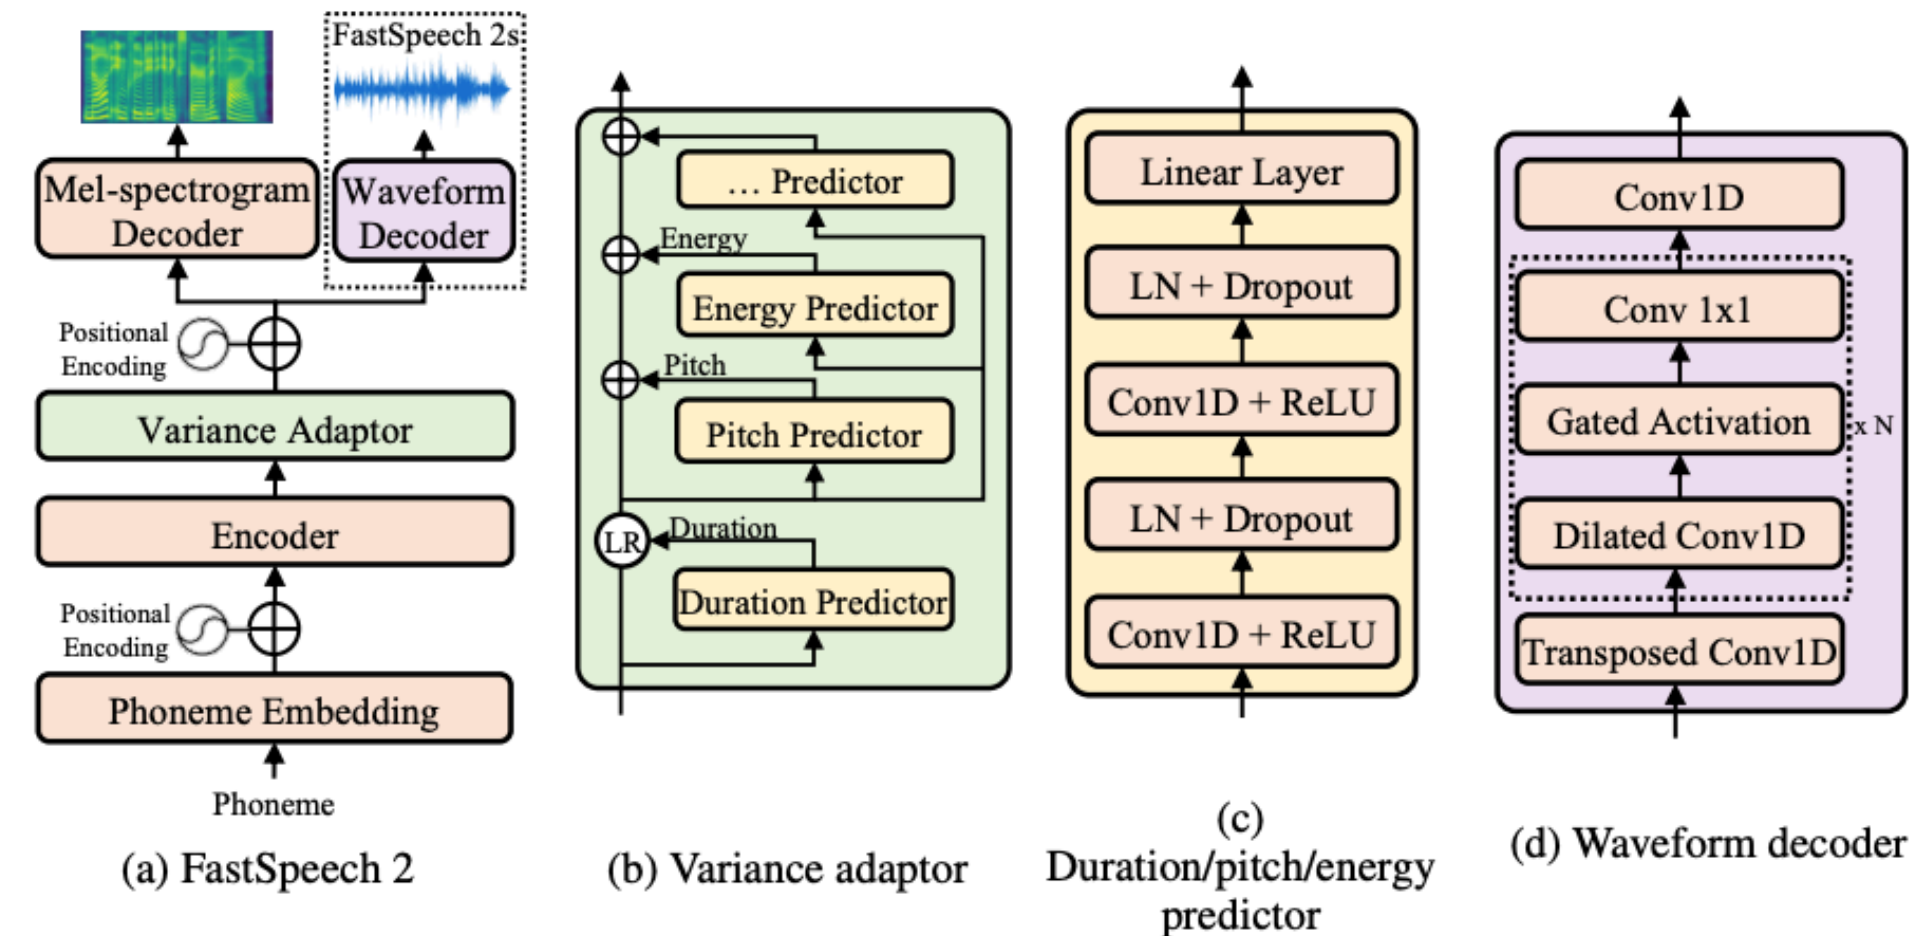 FastSpeech 2s
Mel-spectrogram
Decoder
Waveform
Decoder
Positional
Encoding
Variance Adaptor
Encoder
Positional
Encoding
Phoneme Embedding
Phoneme
(a) FastSpeech 2
... Predictor
Energy
Energy Predictor
Pitch
Pitch Predictor
LR
Duration
Duration Predictor
(b) Variance adaptor
Linear Layer
LN + Dropout
Conv1D + ReLU
LN + Dropout
Conv1D + ReLU
(c)
Duration/pitch/energy
predictor
Conv1D
Conv 1x1
Gated Activation
x N
Dilated Conv1D
Transposed Conv1D
(d) Waveform decoder